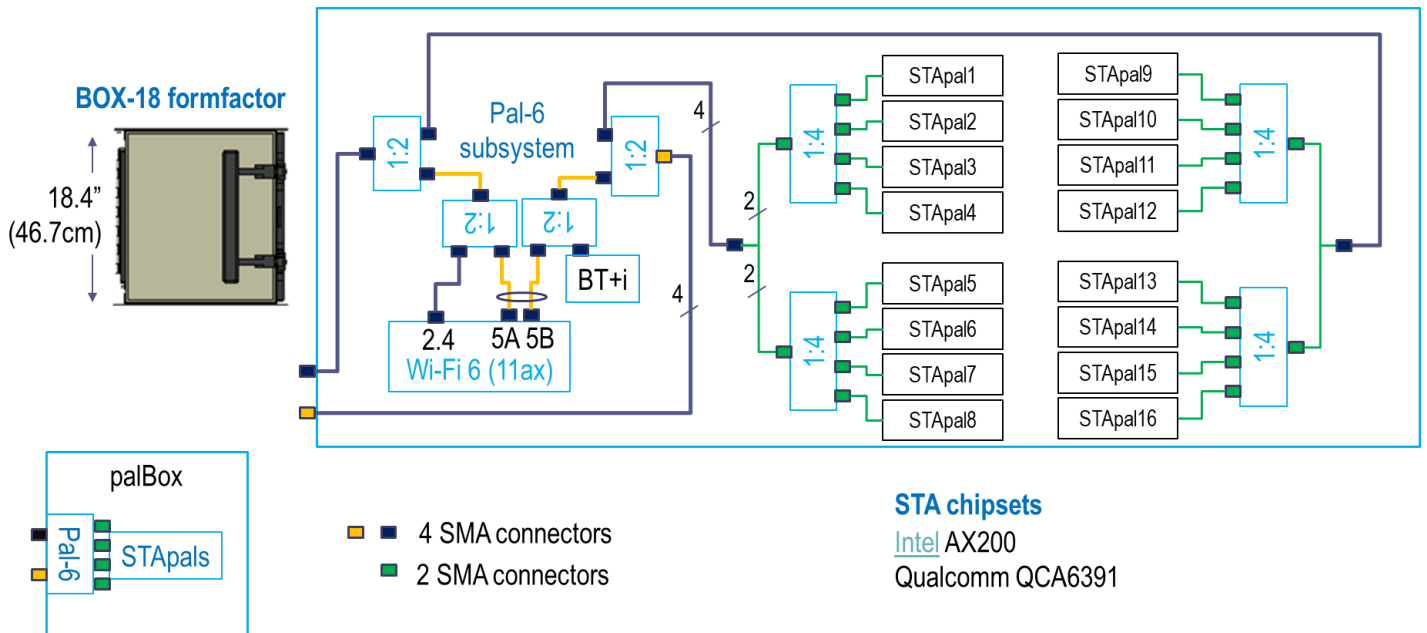 BOX-18 formfactor
18.4”
(46.7cm)
Pal-6
subsystem
1:2
1:2
1:2
1:2
BT+i
2.4
5A
5B
Wi-Fi 6 (11ax)
4
4
2
2
1:4
1:4
1:4
1:4
STApal1
STApal2
STApal3
STApal4
STApal5
STApal6
STApal7
STApal8
STApal9
STApal10
STApal11
STApal12
STApal13
STApal14
STApal15
STApal16
palBox
Pal-6
STApals
4 SMA connectors
2 SMA connectors
STA chipsets
Intel AX200
Qualcomm QCA6391